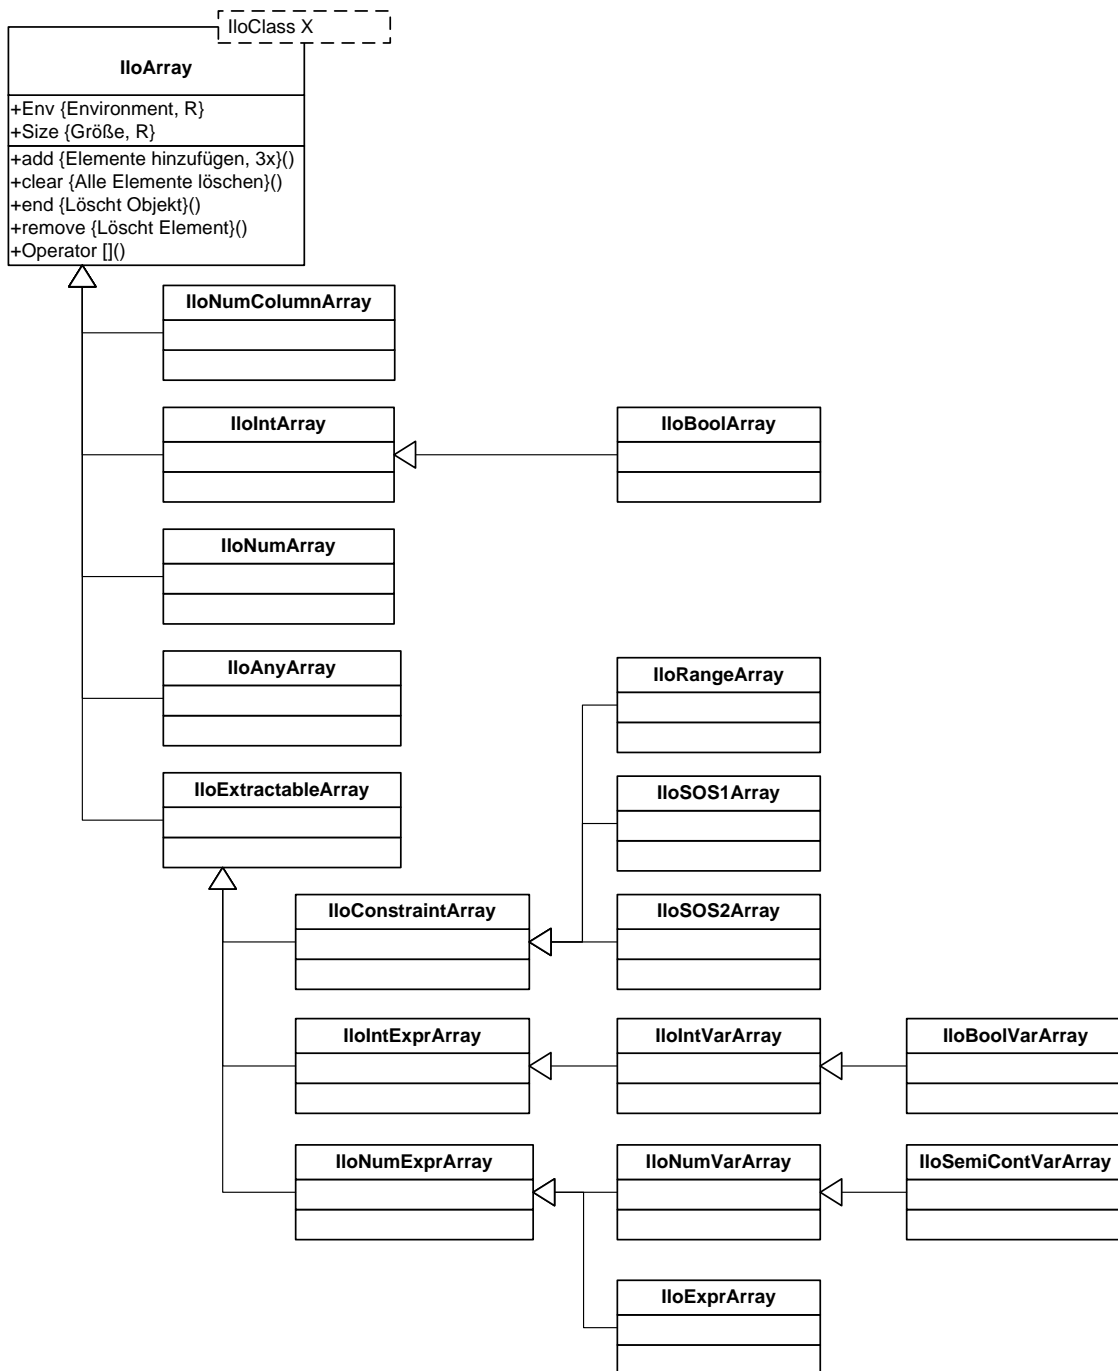 IloClass X
IloArray
+Env {Environment, R}
+Size {Größe, R}
+add {Elemente hinzufügen, 3x}()
+clear {Alle Elemente löschen}()
+end {Löscht Objekt}()
+remove {Löscht Element}()
+Operator []()
IloNumColumnArray
IloIntArray
IloBoolArray
IloNumArray
IloAnyArray
IloRangeArray
IloExtractableArray
IloSOS1Array
IloConstraintArray
IloSOS2Array
IloIntExprArray
IloIntVarArray
IloBoolVarArray
IloNumExprArray
IloNumVarArray
IloSemiContVarArray
IloExprArray